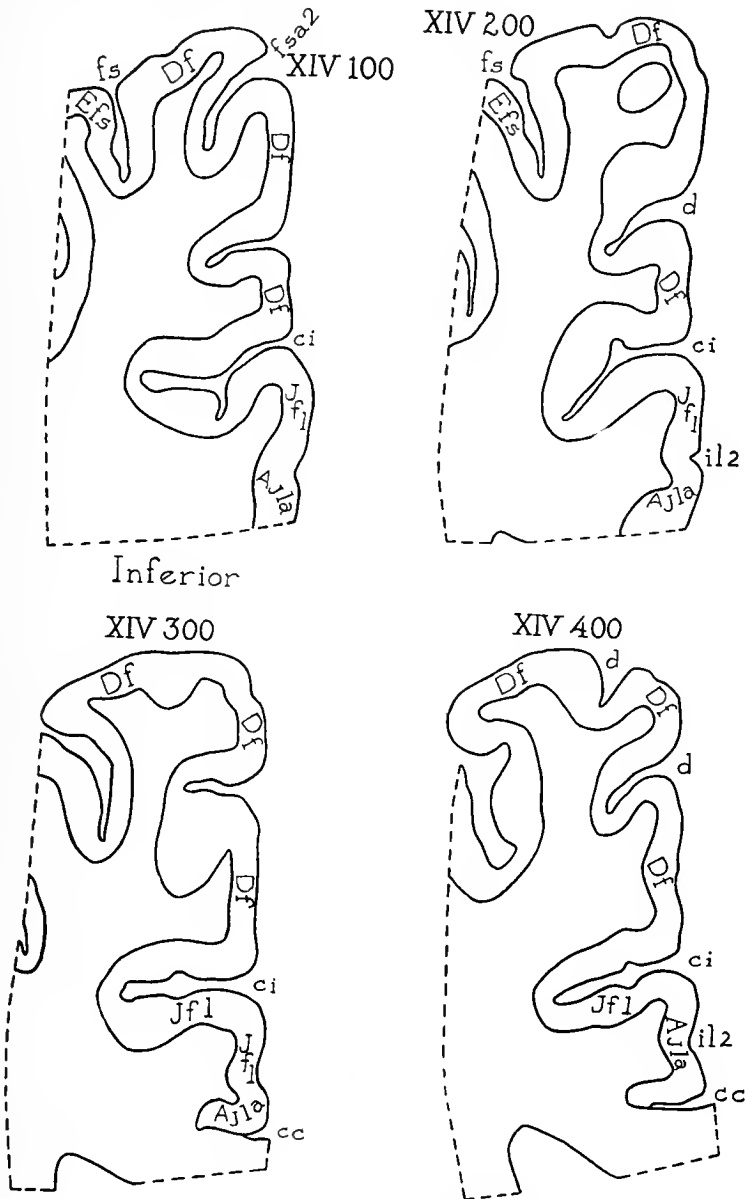 XIV 100
fs
Efs
Df
fsa2
Df
Df
ci
Jf1
AJ1a
XIV 200
fs
Efs
Df
d
Df
ci
Jf1
il2
AJ1a
Inferior
XIV 300
Df
Df
Df
ci
Jf1
Jf1
AJ1a
cc
XIV 400
Df
d
Df
d
Df
ci
Jf1
AJ1a
il2
cc